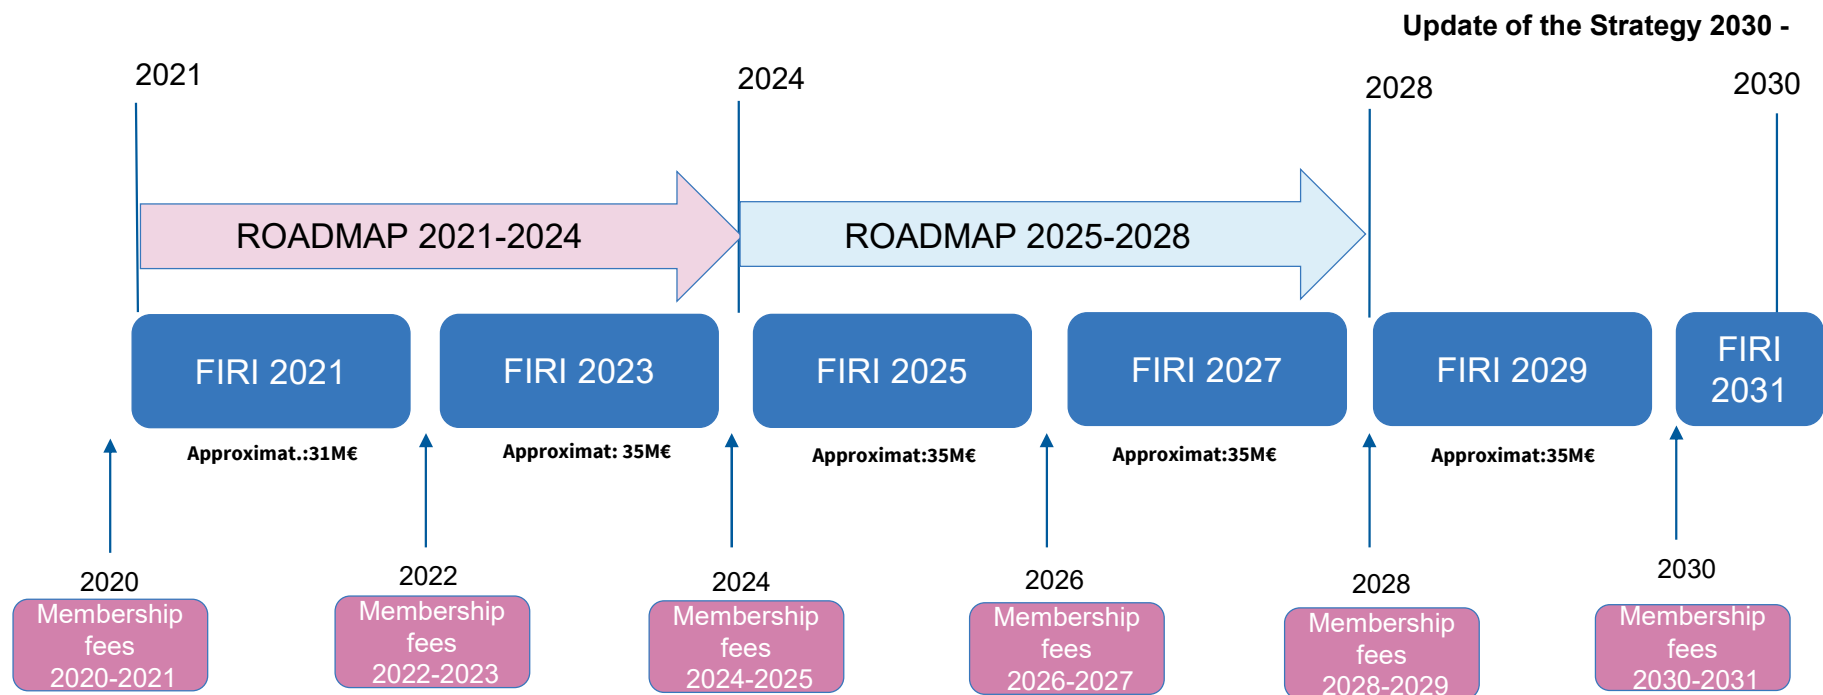 Update of the Strategy 2030 -
2021
2024
2028
2030
ROADMAP 2021-2024
ROADMAP 2025-2028
FIRI 2021
FIRI 2023
FIRI 2025
FIRI 2027
FIRI 2029
FIRI
2031
Approximat.:31M€
Approximat: 35M€
Approximat:35M€
Approximat:35M€
Approximat:35M€
2020
Membership
fees
2020-2021
2022
Membership
fees
2022-2023
2024
Membership
fees
2024-2025
2026
Membership
fees
2026-2027
2028
Membership
fees
2028-2029
2030
Membership
fees
2030-2031